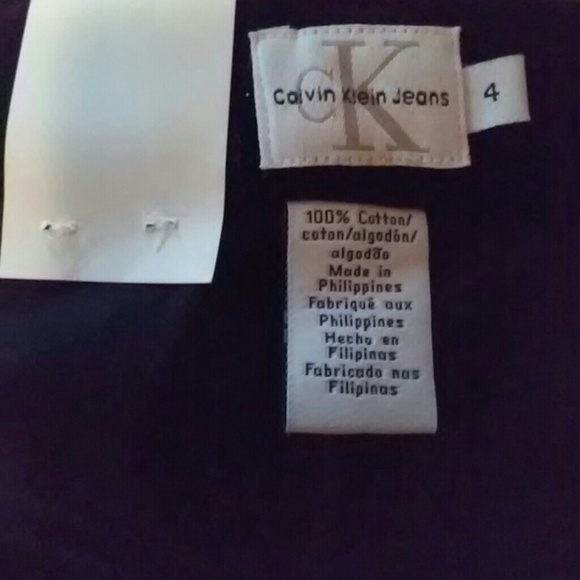 CK
Calvin Klein Jeans
4
100% Cotton/
coton/algodón/
algodão
Made in
Philippines
Fabriqué aux
Philippines
Hecho en
Filipinas
Fabricado nas
Filipinas